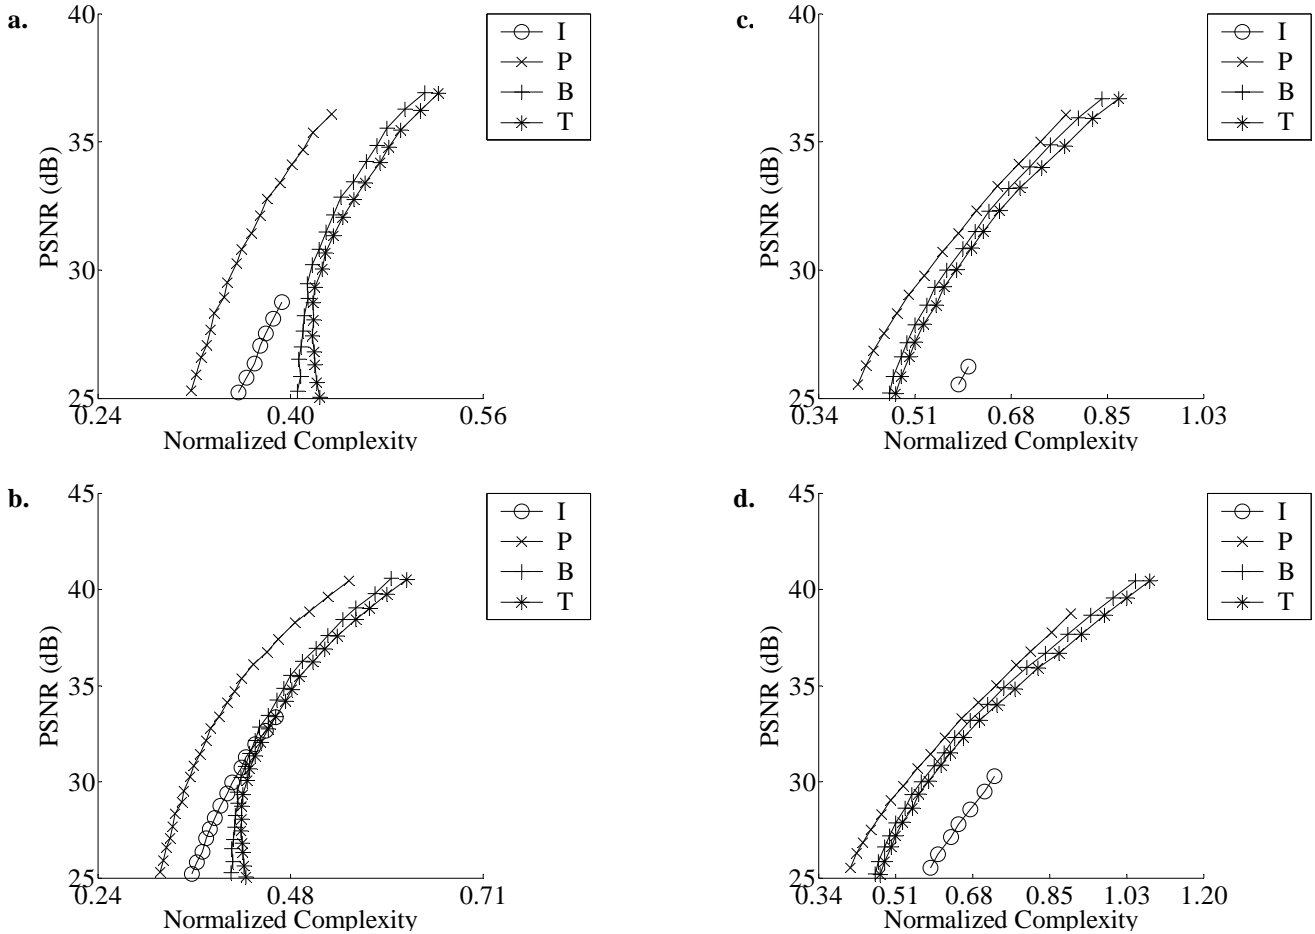 a.
40
35
30
25
PSNR (dB)
0.24 0.40 0.56
Normalized Complexity
I
P
B
T
c.
40
35
30
25
PSNR (dB)
0.34 0.51 0.68 0.85 1.03
Normalized Complexity
I
P
B
T
b.
45
40
35
30
25
PSNR (dB)
0.24 0.48 0.71
Normalized Complexity
I
P
B
T
d.
45
40
35
30
25
PSNR (dB)
0.34 0.51 0.68 0.85 1.03 1.20
Normalized Complexity
I
P
B
T